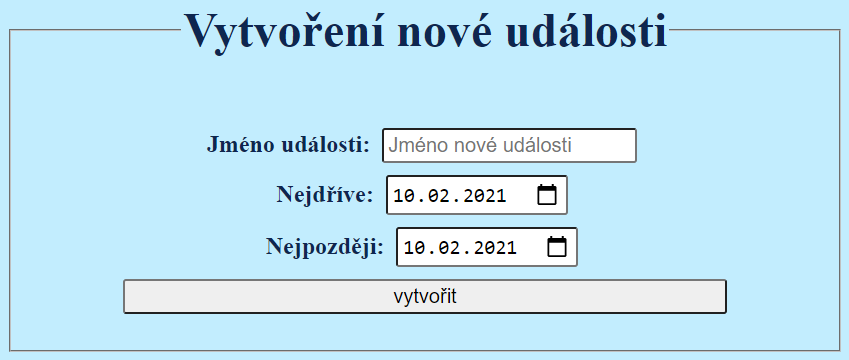 Vytvoření nové události
Jméno události: Jméno nové události
Nejdříve: 10.02.2021
Nejpozději: 10.02.2021
vytvořit